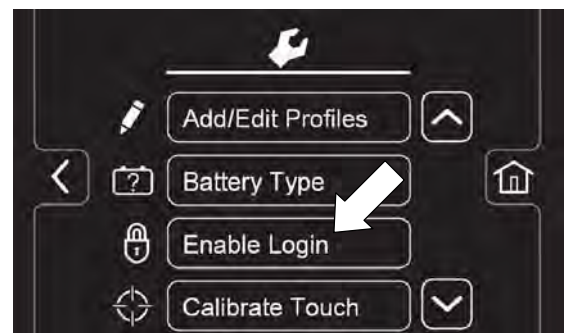 Add/Edit Profiles
Battery Type
Enable Login
Calibrate Touch